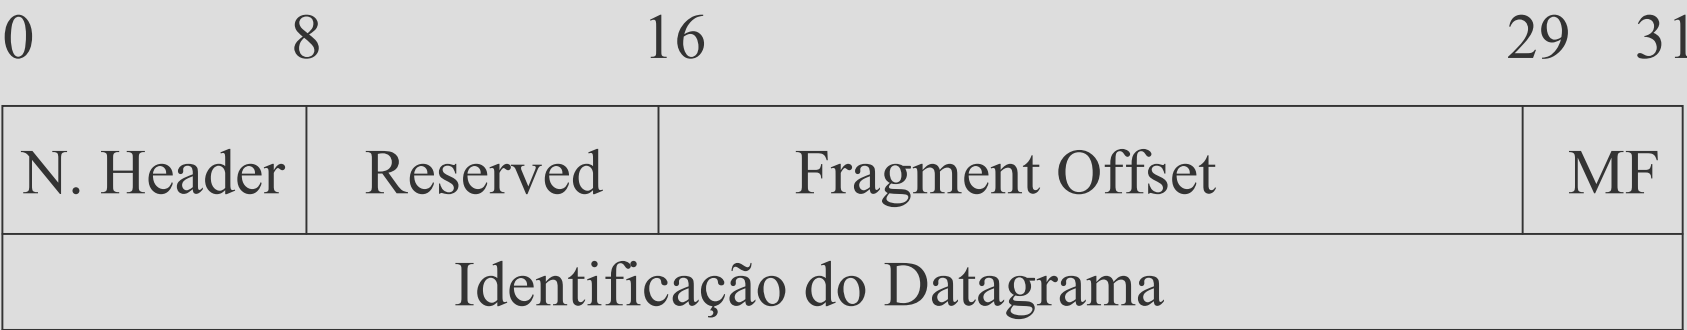 0 8 16 29 31
N. Header Reserved Fragment Offset MF
Identificação do Datagrama